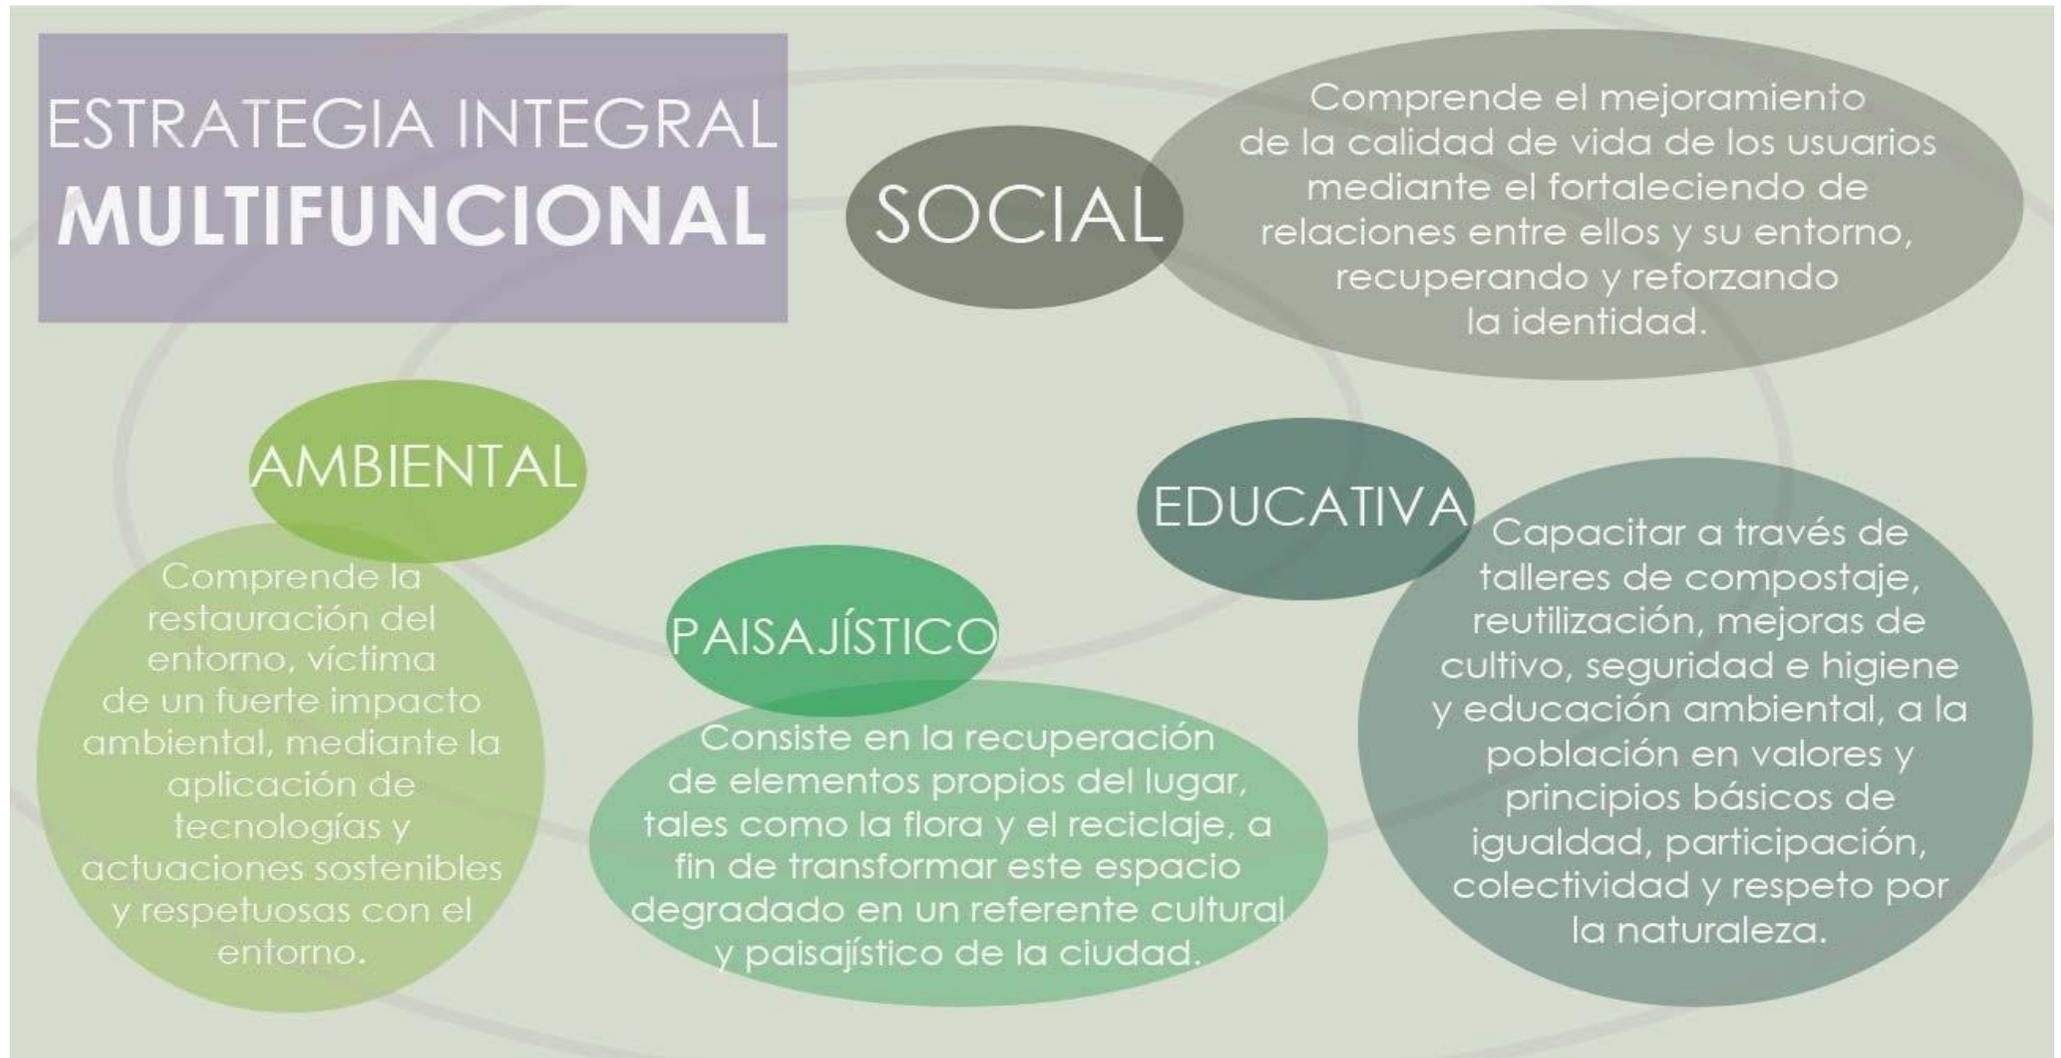 ESTRATEGIA INTEGRAL
MULTIFUNCIONAL
SOCIAL
Comprende el mejoramiento
de la calidad de vida de los usuarios
mediante el fortaleciendo de
relaciones entre ellos y su entorno,
recuperando y reforzando
la identidad.
AMBIENTAL
Comprende la
restauración del
entorno, víctima
de un fuerte impacto
ambiental, mediante la
aplicación de
tecnologías y
actuaciones sostenibles
y respetuosas con el
entorno.
PAISAJÍSTICO
Consiste en la recuperación
de elementos propios del lugar,
tales como la flora y el reciclaje, a
fin de transformar este espacio
degradado en un referente cultural
y paisajístico de la ciudad.
EDUCATIVA
Capacitar a través de
talleres de compostaje,
reutilización, mejoras de
cultivo, seguridad e higiene
y educación ambiental, a la
población en valores y
principios básicos de
igualdad, participación,
colectividad y respeto por
la naturaleza.